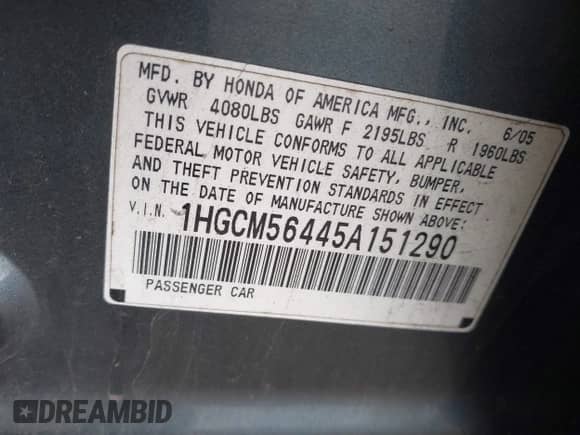 MFD. BY HONDA OF AMERICA MFG., INC. 6/05
GVWR 4080LBS GAWR F 2195LBS R 1960LBS
THIS VEHICLE CONFORMS TO ALL APPLICABLE
FEDERAL MOTOR VEHICLE SAFETY, BUMPER,
AND THEFT PREVENTION STANDARDS IN EFFECT
ON THE DATE OF MANUFACTURE SHOWN ABOVE:
V.I.N. 1HGCM56445A151290
PASSENGER CAR
DREAMBID